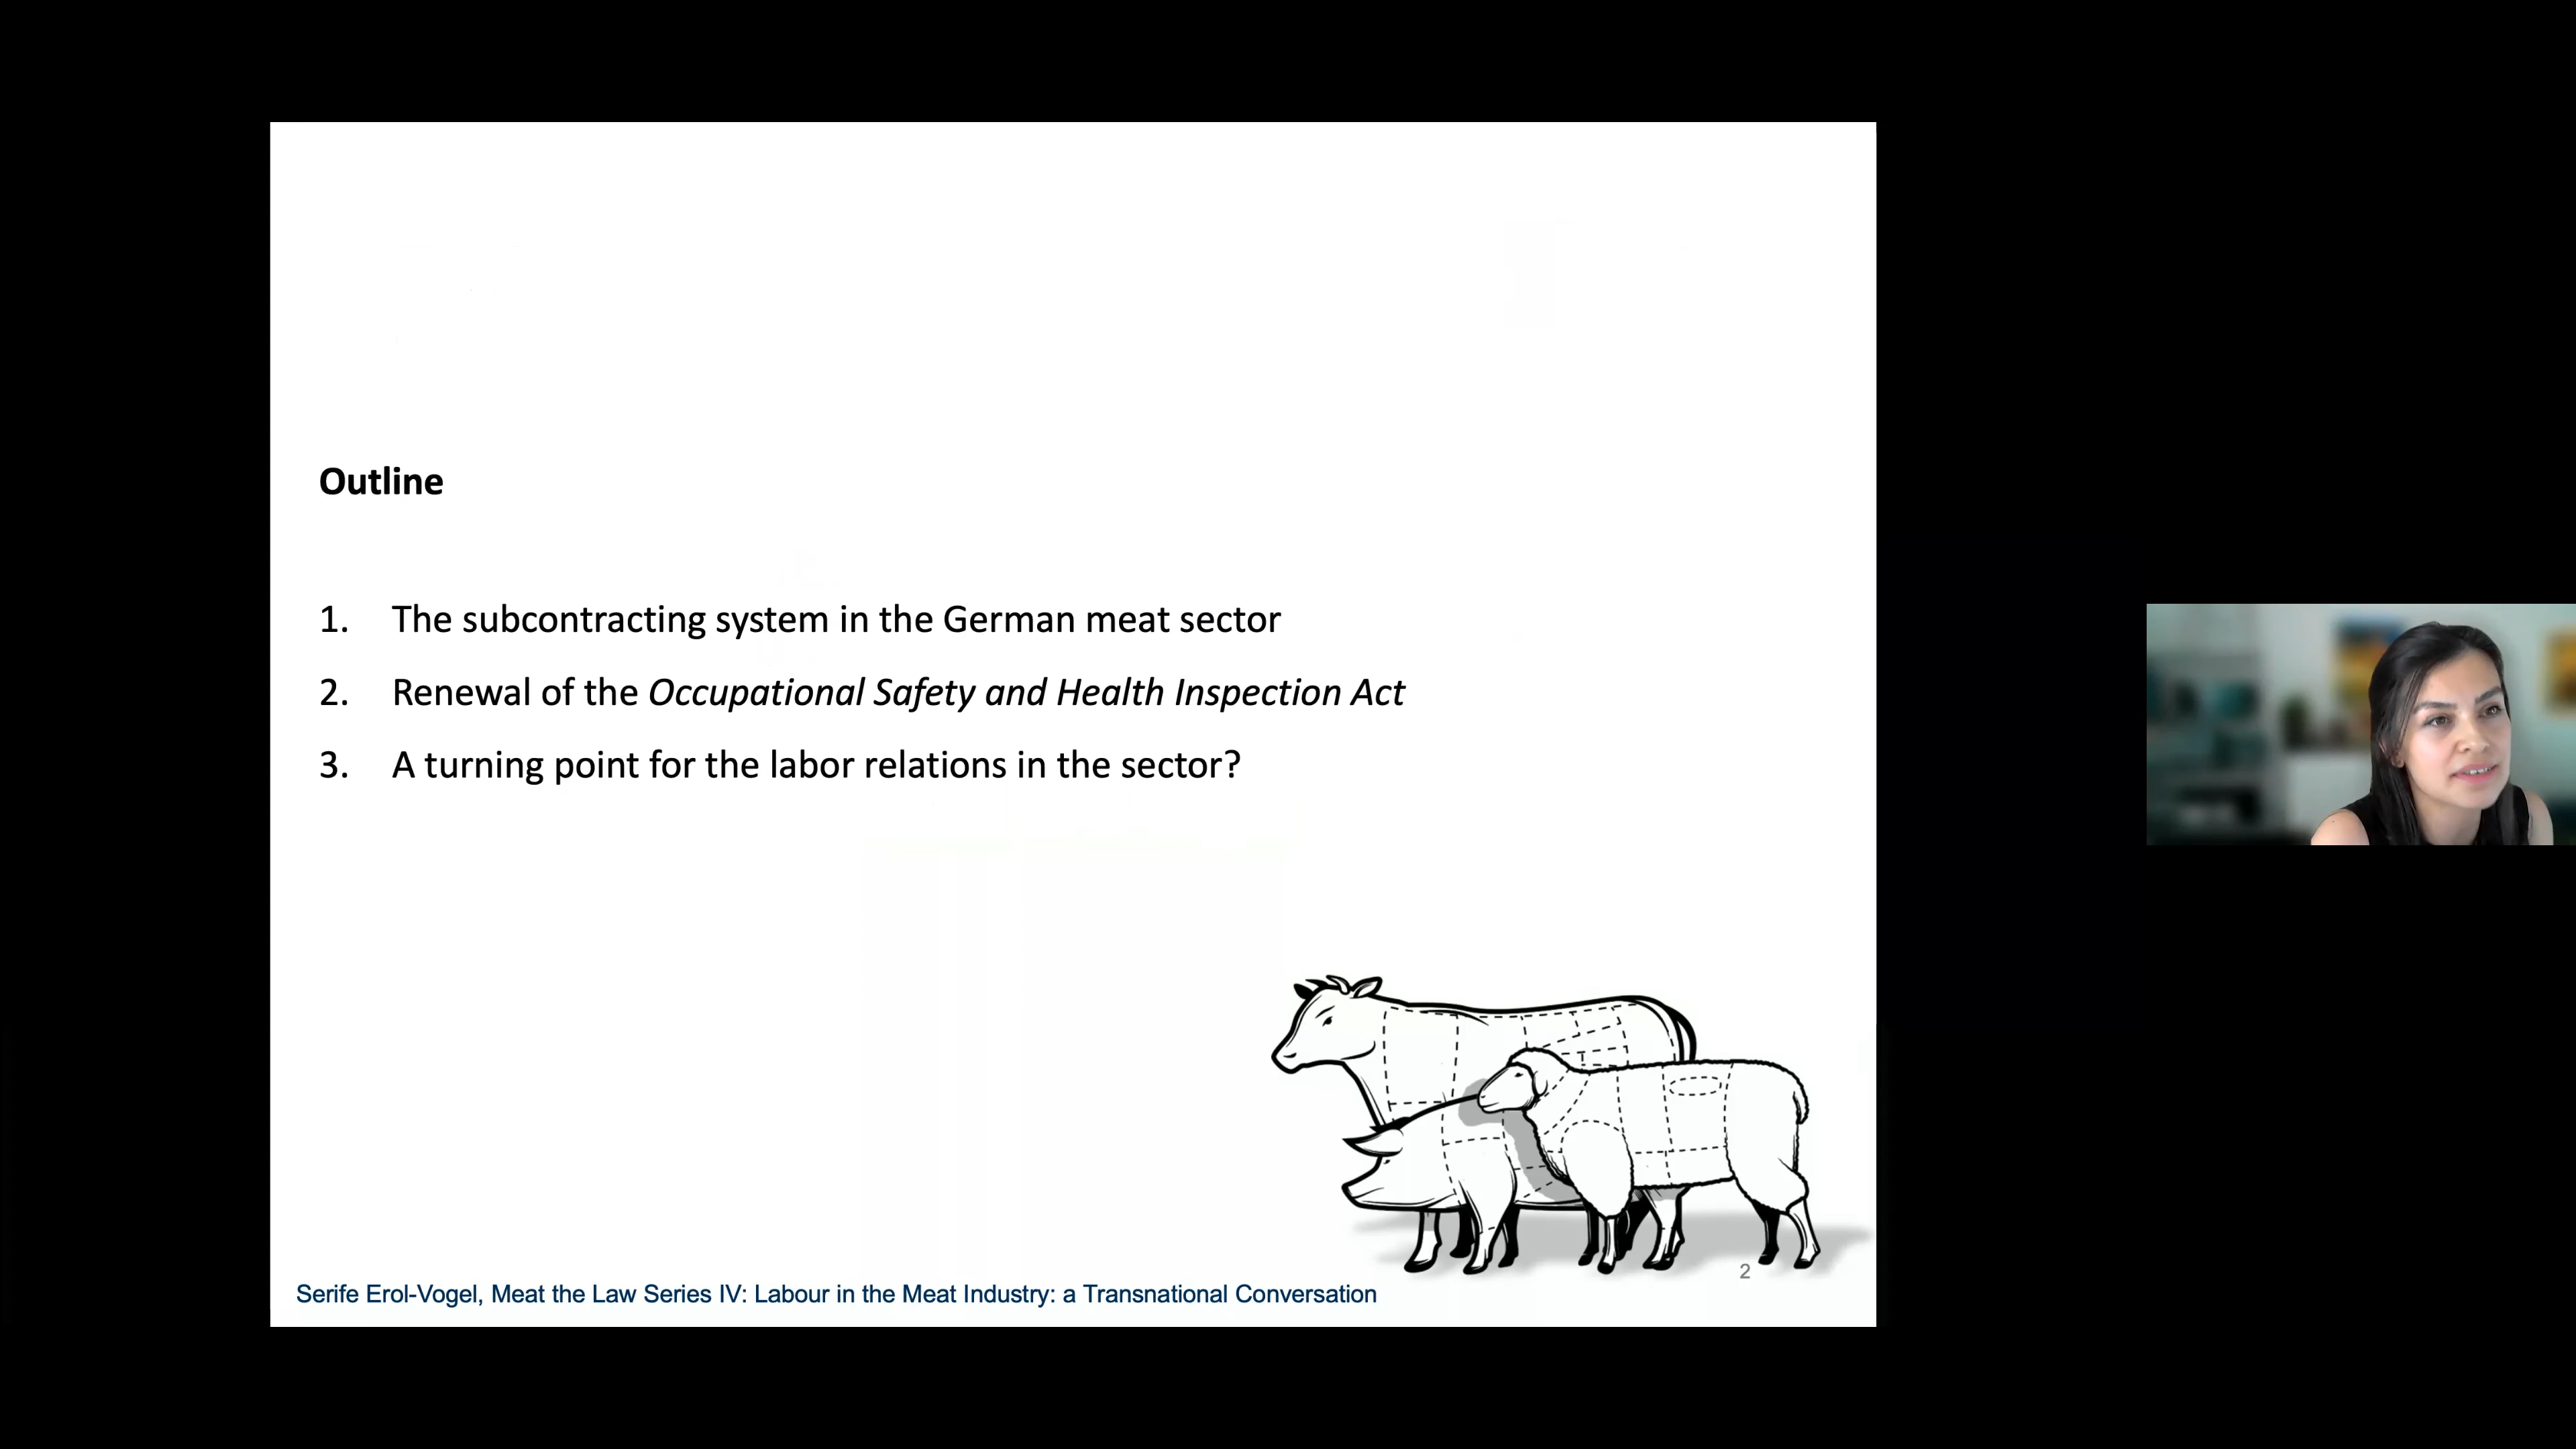 Outline
1. The subcontracting system in the German meat sector
2. Renewal of the Occupational Safety and Health Inspection Act
3. A turning point for the labor relations in the sector?
2
Serife Erol-Vogel, Meat the Law Series IV: Labour in the Meat Industry: a Transnational Conversation